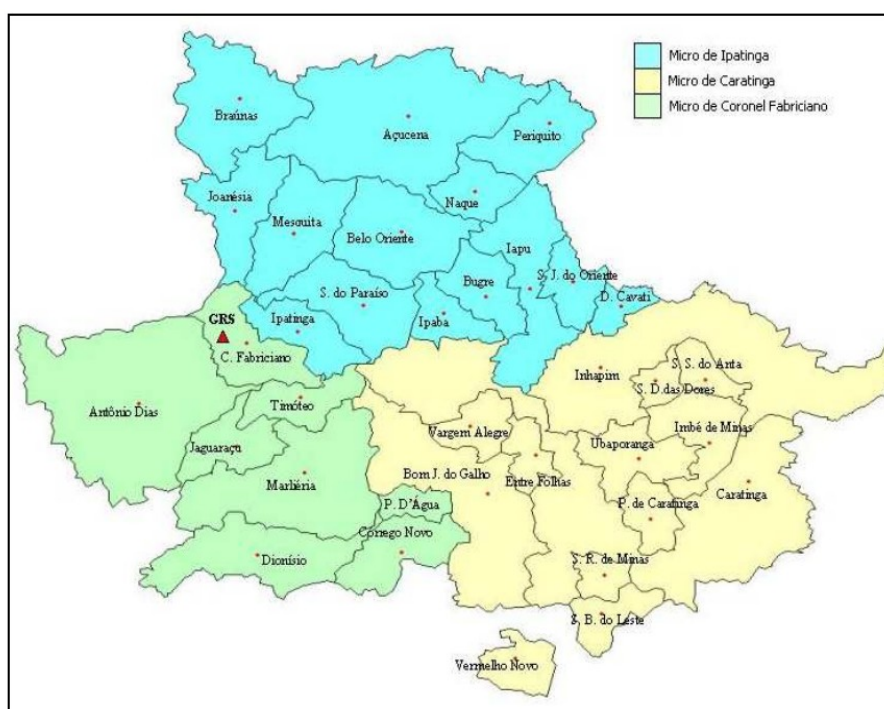 Micro de Ipatinga
Micro de Caratinga
Micro de Coronel Fabriciano
Braúnas
Açucena
Periquito
Joanésia
Naque
Mesquita
Belo Oriente
Iapu
S. J. do Oriente
Bugre
S. do Paraíso
D. Cavati
Ipaba
Ipatinga
GRS
C. Fabriciano
Inhapim
S. S. do Anta
S. D. das Dores
Antônio Dias
Timóteo
Vargem Alegre
Imbé de Minas
Ubaporanga
Jaguaraçu
Bom J. do Galho
Entre Folhas
Marliéria
Caratinga
P. D'Água
P. de Caratinga
Corrego Novo
Dionísio
S. R. de Minas
S. B. do Leste
Vermelho Novo